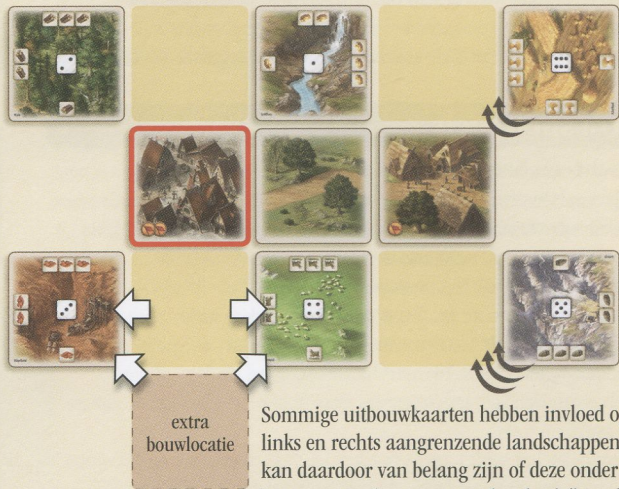 extra
bouwlocatie
Sommige uitbouwkaarten hebben invloed o
links en rechts aangrenzende landschappen
kan daardoor van belang zijn of deze onder